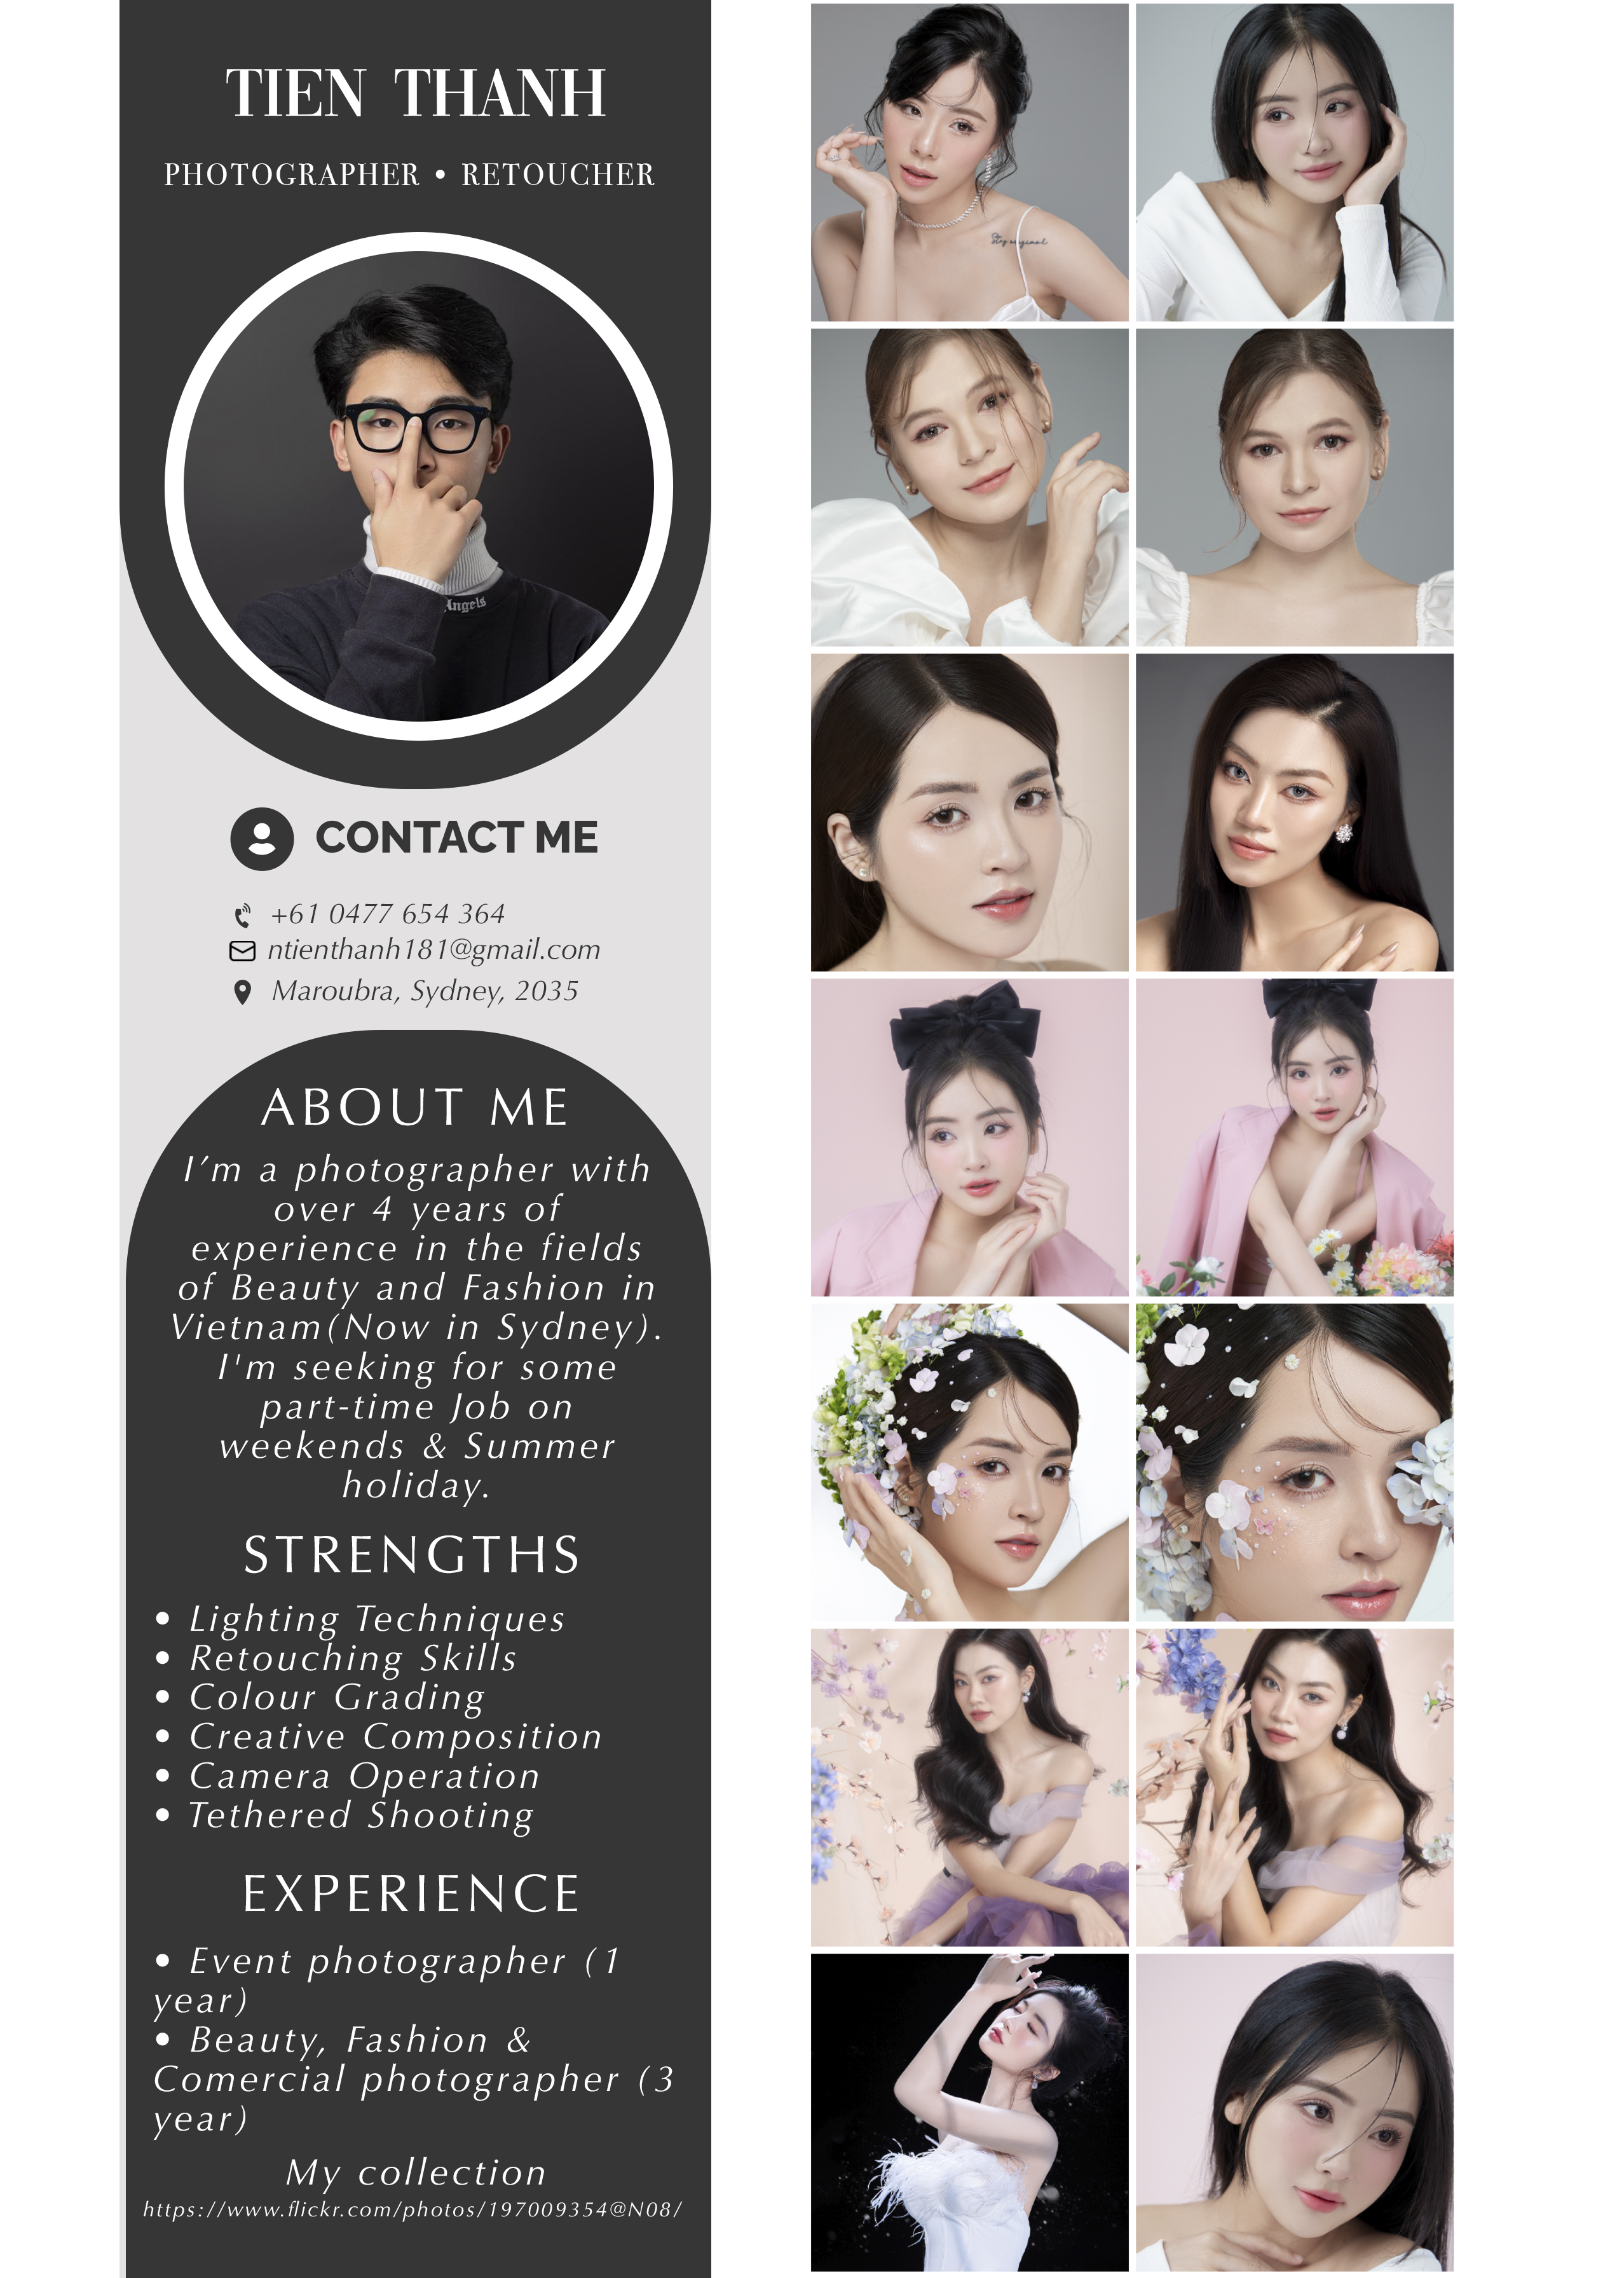 TIEN THANH
PHOTOGRAPHER • RETOUCHER
Angels
CONTACT ME
+61 0477 654 364
ntienthanh181@gmail.com
Maroubra, Sydney, 2035
ABOUT ME
I’m a photographer with
over 4 years of
experience in the fields
of Beauty and Fashion in
Vietnam(Now in Sydney).
I'm seeking for some
part-time Job on
weekends & Summer
holiday.
STRENGTHS
• Lighting Techniques
• Retouching Skills
• Colour Grading
• Creative Composition
• Camera Operation
• Tethered Shooting
EXPERIENCE
• Event photographer (1
year)
• Beauty, Fashion &
Comercial photographer (3
year)
My collection
https://www.flickr.com/photos/197009354@N08/
stay original